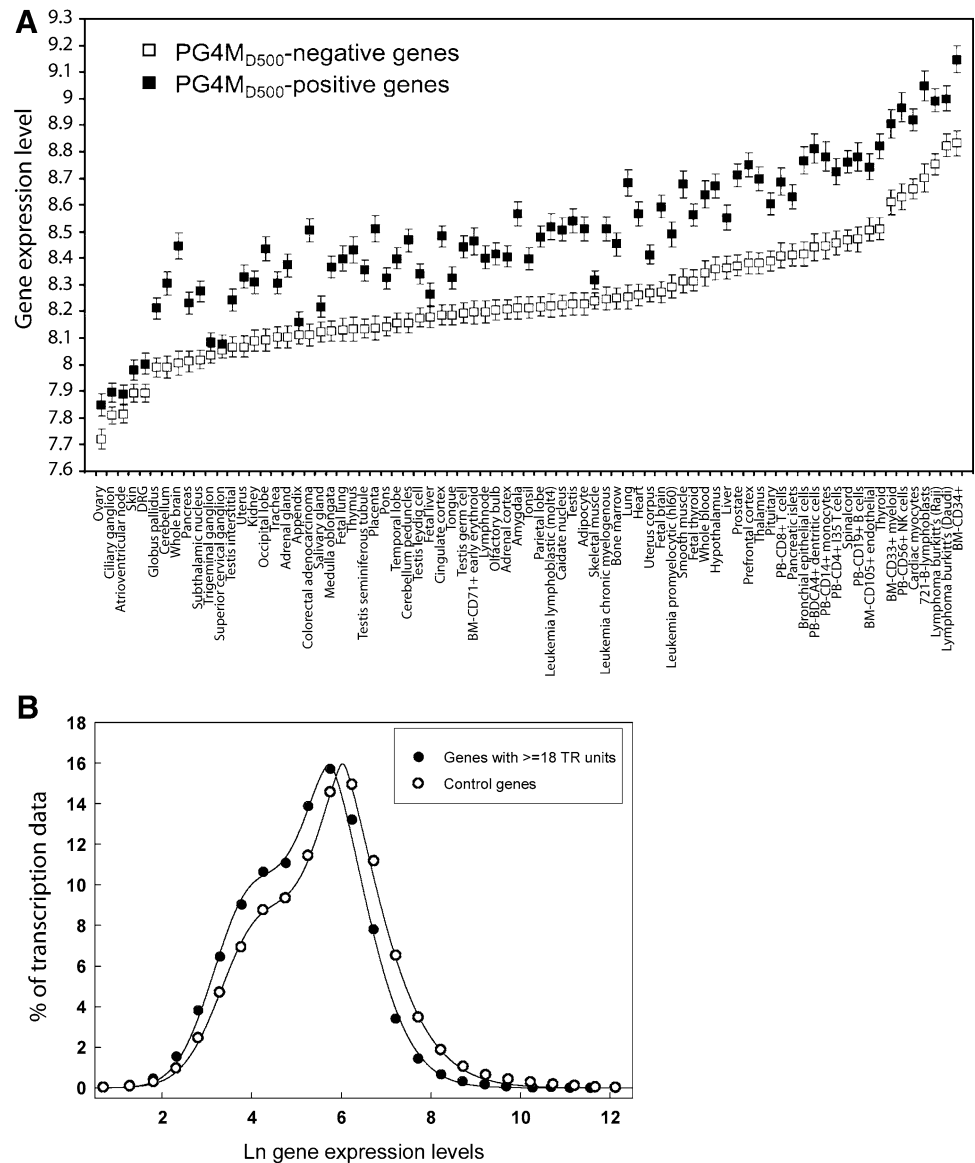 A
9.3
9.2
9.1
9
8.9
8.8
8.7
8.6
8.5
8.4
8.3
8.2
8.1
8
7.9
7.8
7.7
7.6
Gene expression level
PG4MD500-negative genes
PG4MD500-positive genes
Ovary
Ciliary ganglion
Atrioventricular node
Skin
DRG
Globus pallidus
Cerebellum
Whole brain
Pancreas
Subthalamic nucleus
Trigeminal ganglion
Superior cervical ganglion
Testis interstitial
Uterus
Kidney
Occipital lobe
Trachea
Adrenal gland
Appendix
Colorectal adenocarcinoma
Salivary gland
Medulla oblongata
Fetal lung
Thymus
Testis seminiferous tubule
Placenta
Pons
Temporal lobe
Cerebellum peduncles
Testis leydig cell
Fetal liver
Cingulate cortex
Tongue
Testis germ cell
BM-CD71+ early erythroid
Lymphnode
Olfactory bulb
Adrenal cortex
Amygdala
Tonsil
Parietal lobe
Leukemia lymphoblastic (molt4)
Caudate nucleus
Testis
Adipocyte
Skeletal muscle
Leukemia chronic myelogenous
Bone marrow
Lung
Heart
Uterus corpus
Fetal brain
Leukemia promyelocytic (hl60)
Smooth muscle
Fetal thyroid
Whole blood
Hypothalamus
Liver
Prostate
Prefrontal cortex
Thalamus
Pituitary
PB-CD8+ T cells
Pancreatic islets
Bronchial epithelial cells
PB-BDCA4+ dentritic cells
PB-CD14+ monocytes
PB-CD4+ T cells
Spinalcord
PB-CD19+ B cells
BM-CD105+ endothelial
Thyroid
BM-CD33+ myeloid
PB-CD56+ NK cells
Cardiac myocytes
721-B-lymphoblasts
Lymphoma burkitt's (Raji)
Lymphoma burkitt's (Daudi)
BM-CD34+
B
18
16
14
12
10
8
6
4
2
0
% of transcription data
Genes with >=18 TR units
Control genes
2 4 6 8 10 12
Ln gene expression levels